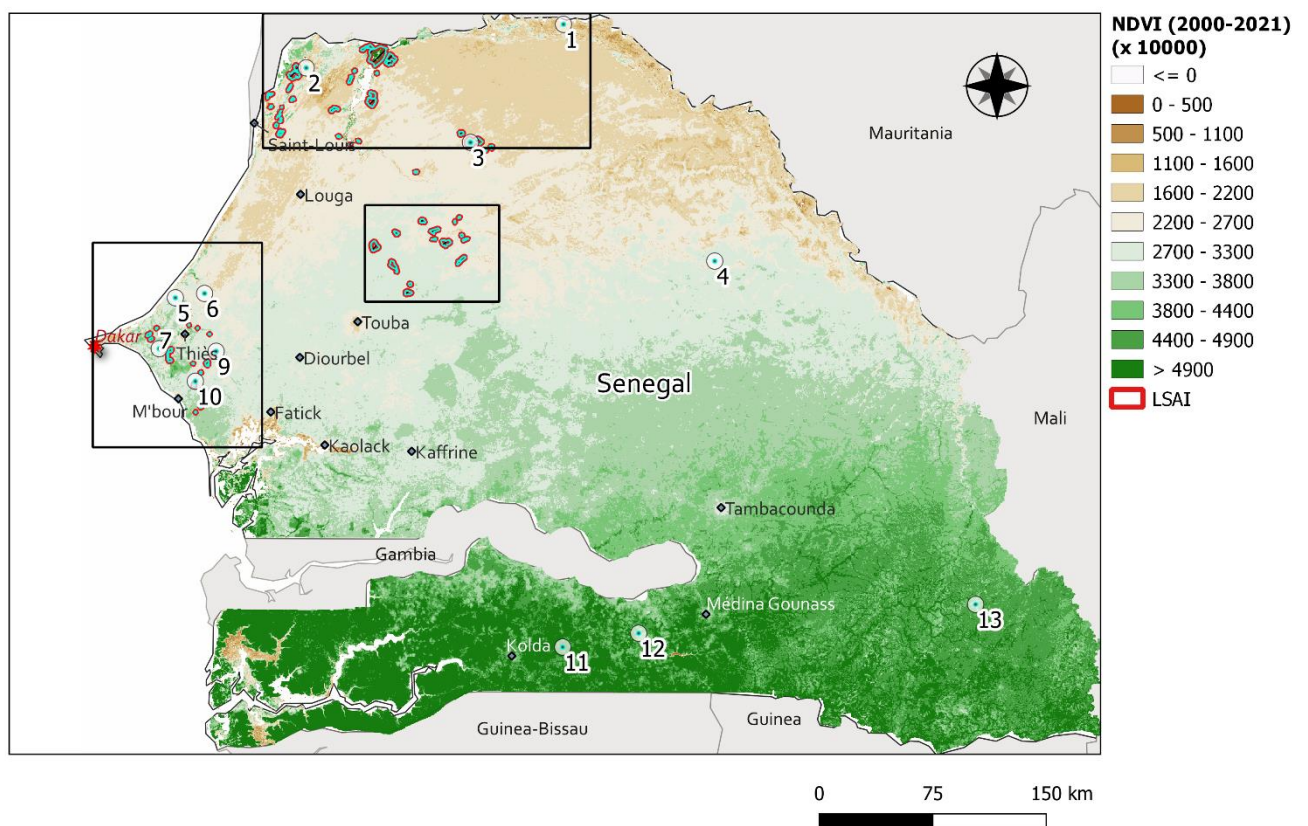 NDVI (2000-2021)
(x 10000)
<= 0
0 - 500
500 - 1100
1100 - 1600
1600 - 2200
2200 - 2700
2700 - 3300
3300 - 3800
3800 - 4400
4400 - 4900
> 4900
LSAI
1
2
Mauritania
Saint-Louis
3
Louga
4
5
6
Touba
Dakar
7
Thiès
9
Diourbel
Senegal
10
M'bour
Fatick
Mali
Kaolack
Kaffrine
Tambacounda
Gambia
Médina Gounass
13
12
Kolda
11
Guinea-Bissau
Guinea
0 75 150 km